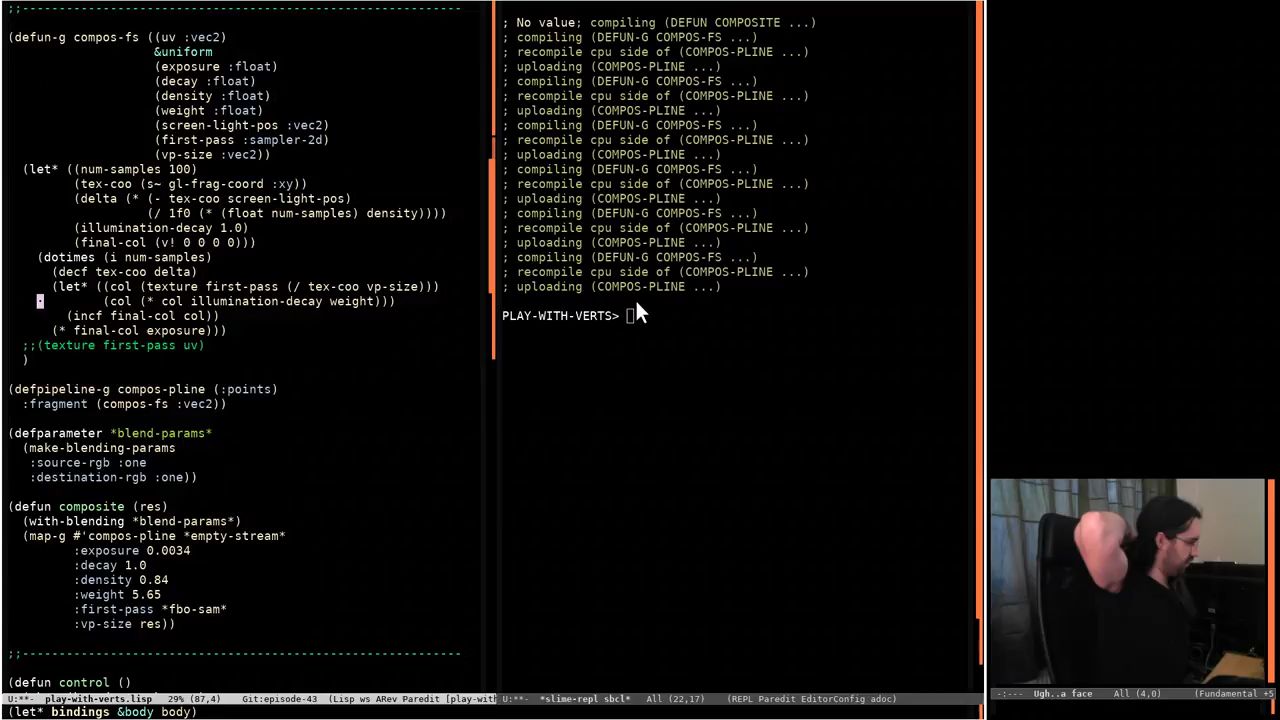 ;;--------------------------------------------------------------
(defun-g compos-fs ((uv :vec2)
&uniform
(exposure :float)
(decay :float)
(density :float)
(weight :float)
(screen-light-pos :vec2)
(first-pass :sampler-2d)
(vp-size :vec2))
(let* ((num-samples 100)
(tex-coo (s~ gl-frag-coord :xy))
(delta (* (- tex-coo screen-light-pos)
(/ 1f0 (* (float num-samples) density))))
(illumination-decay 1.0)
(final-col (v! 0 0 0 0)))
(dotimes (i num-samples)
(decf tex-coo delta)
(let* ((col (texture first-pass (/ tex-coo vp-size)))
(col (* col illumination-decay weight)))
(incf final-col col))
(* final-col exposure)))
;;(texture first-pass uv)
)
(defpipeline-g compos-pline (:points)
:fragment (compos-fs :vec2))
(defparameter *blend-params*
(make-blending-params
:source-rgb :one
:destination-rgb :one))
(defun composite (res)
(with-blending *blend-params*)
(map-g #'compos-pline *empty-stream*
:exposure 0.0034
:decay 1.0
:density 0.84
:weight 5.65
:first-pass *fbo-sam*
:vp-size res))
;;--------------------------------------------------------------
(defun control ()
U:**-  play-with-verts.lisp   29% (87,4)     Git:episode-43  (Lisp ws ARev Paredit [play-wit
(let* bindings &body body)
; No value; compiling (DEFUN COMPOSITE ...)
; compiling (DEFUN-G COMPOS-FS ...)
; recompile cpu side of (COMPOS-PLINE ...)
; uploading (COMPOS-PLINE ...)
; compiling (DEFUN-G COMPOS-FS ...)
; recompile cpu side of (COMPOS-PLINE ...)
; uploading (COMPOS-PLINE ...)
; compiling (DEFUN-G COMPOS-FS ...)
; recompile cpu side of (COMPOS-PLINE ...)
; uploading (COMPOS-PLINE ...)
; compiling (DEFUN-G COMPOS-FS ...)
; recompile cpu side of (COMPOS-PLINE ...)
; uploading (COMPOS-PLINE ...)
; compiling (DEFUN-G COMPOS-FS ...)
; recompile cpu side of (COMPOS-PLINE ...)
; uploading (COMPOS-PLINE ...)
; compiling (DEFUN-G COMPOS-FS ...)
; recompile cpu side of (COMPOS-PLINE ...)
; uploading (COMPOS-PLINE ...)
PLAY-WITH-VERTS>
U:**-  *slime-repl sbcl*   All (22,17)     (REPL Paredit EditorConfig adoc)
-:---  Ugh..a face    All (4,0)      (Fundamental +5